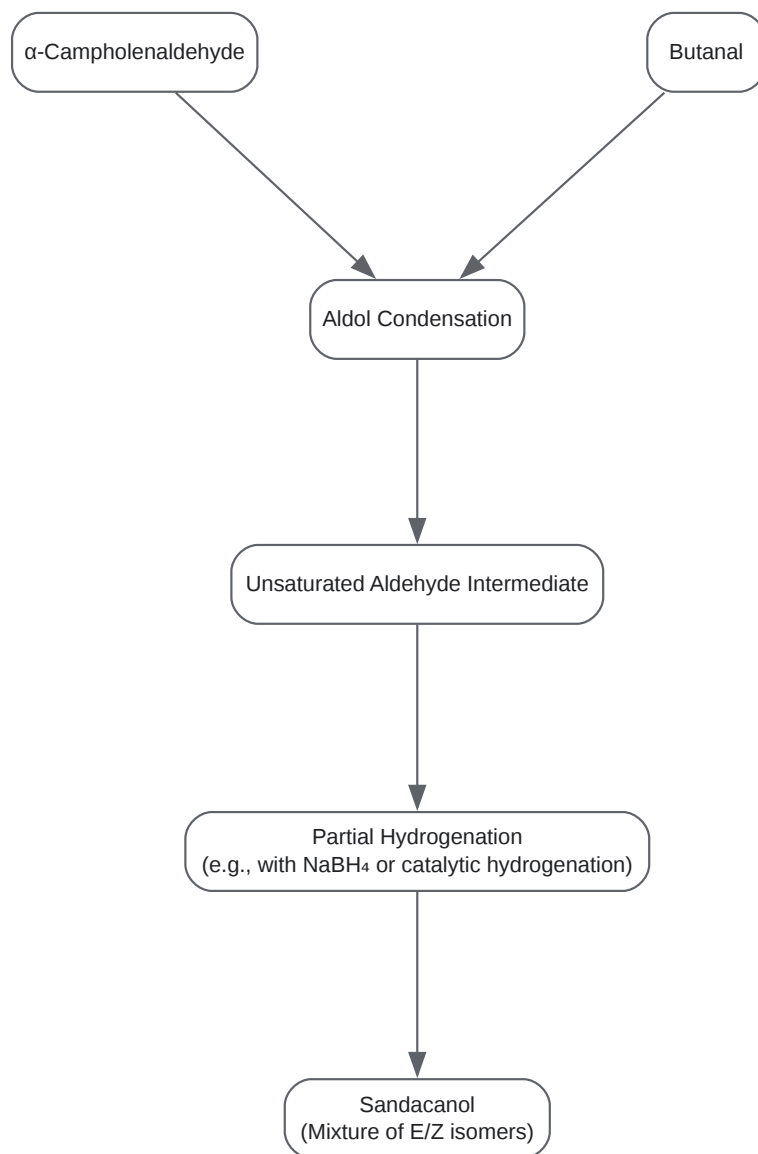 α-Campholenaldehyde
Butanal
Aldol Condensation
Unsaturated Aldehyde Intermediate
Partial Hydrogenation
(e.g., with NaBH₄ or catalytic hydrogenation)
Sandacanol
(Mixture of E/Z isomers)